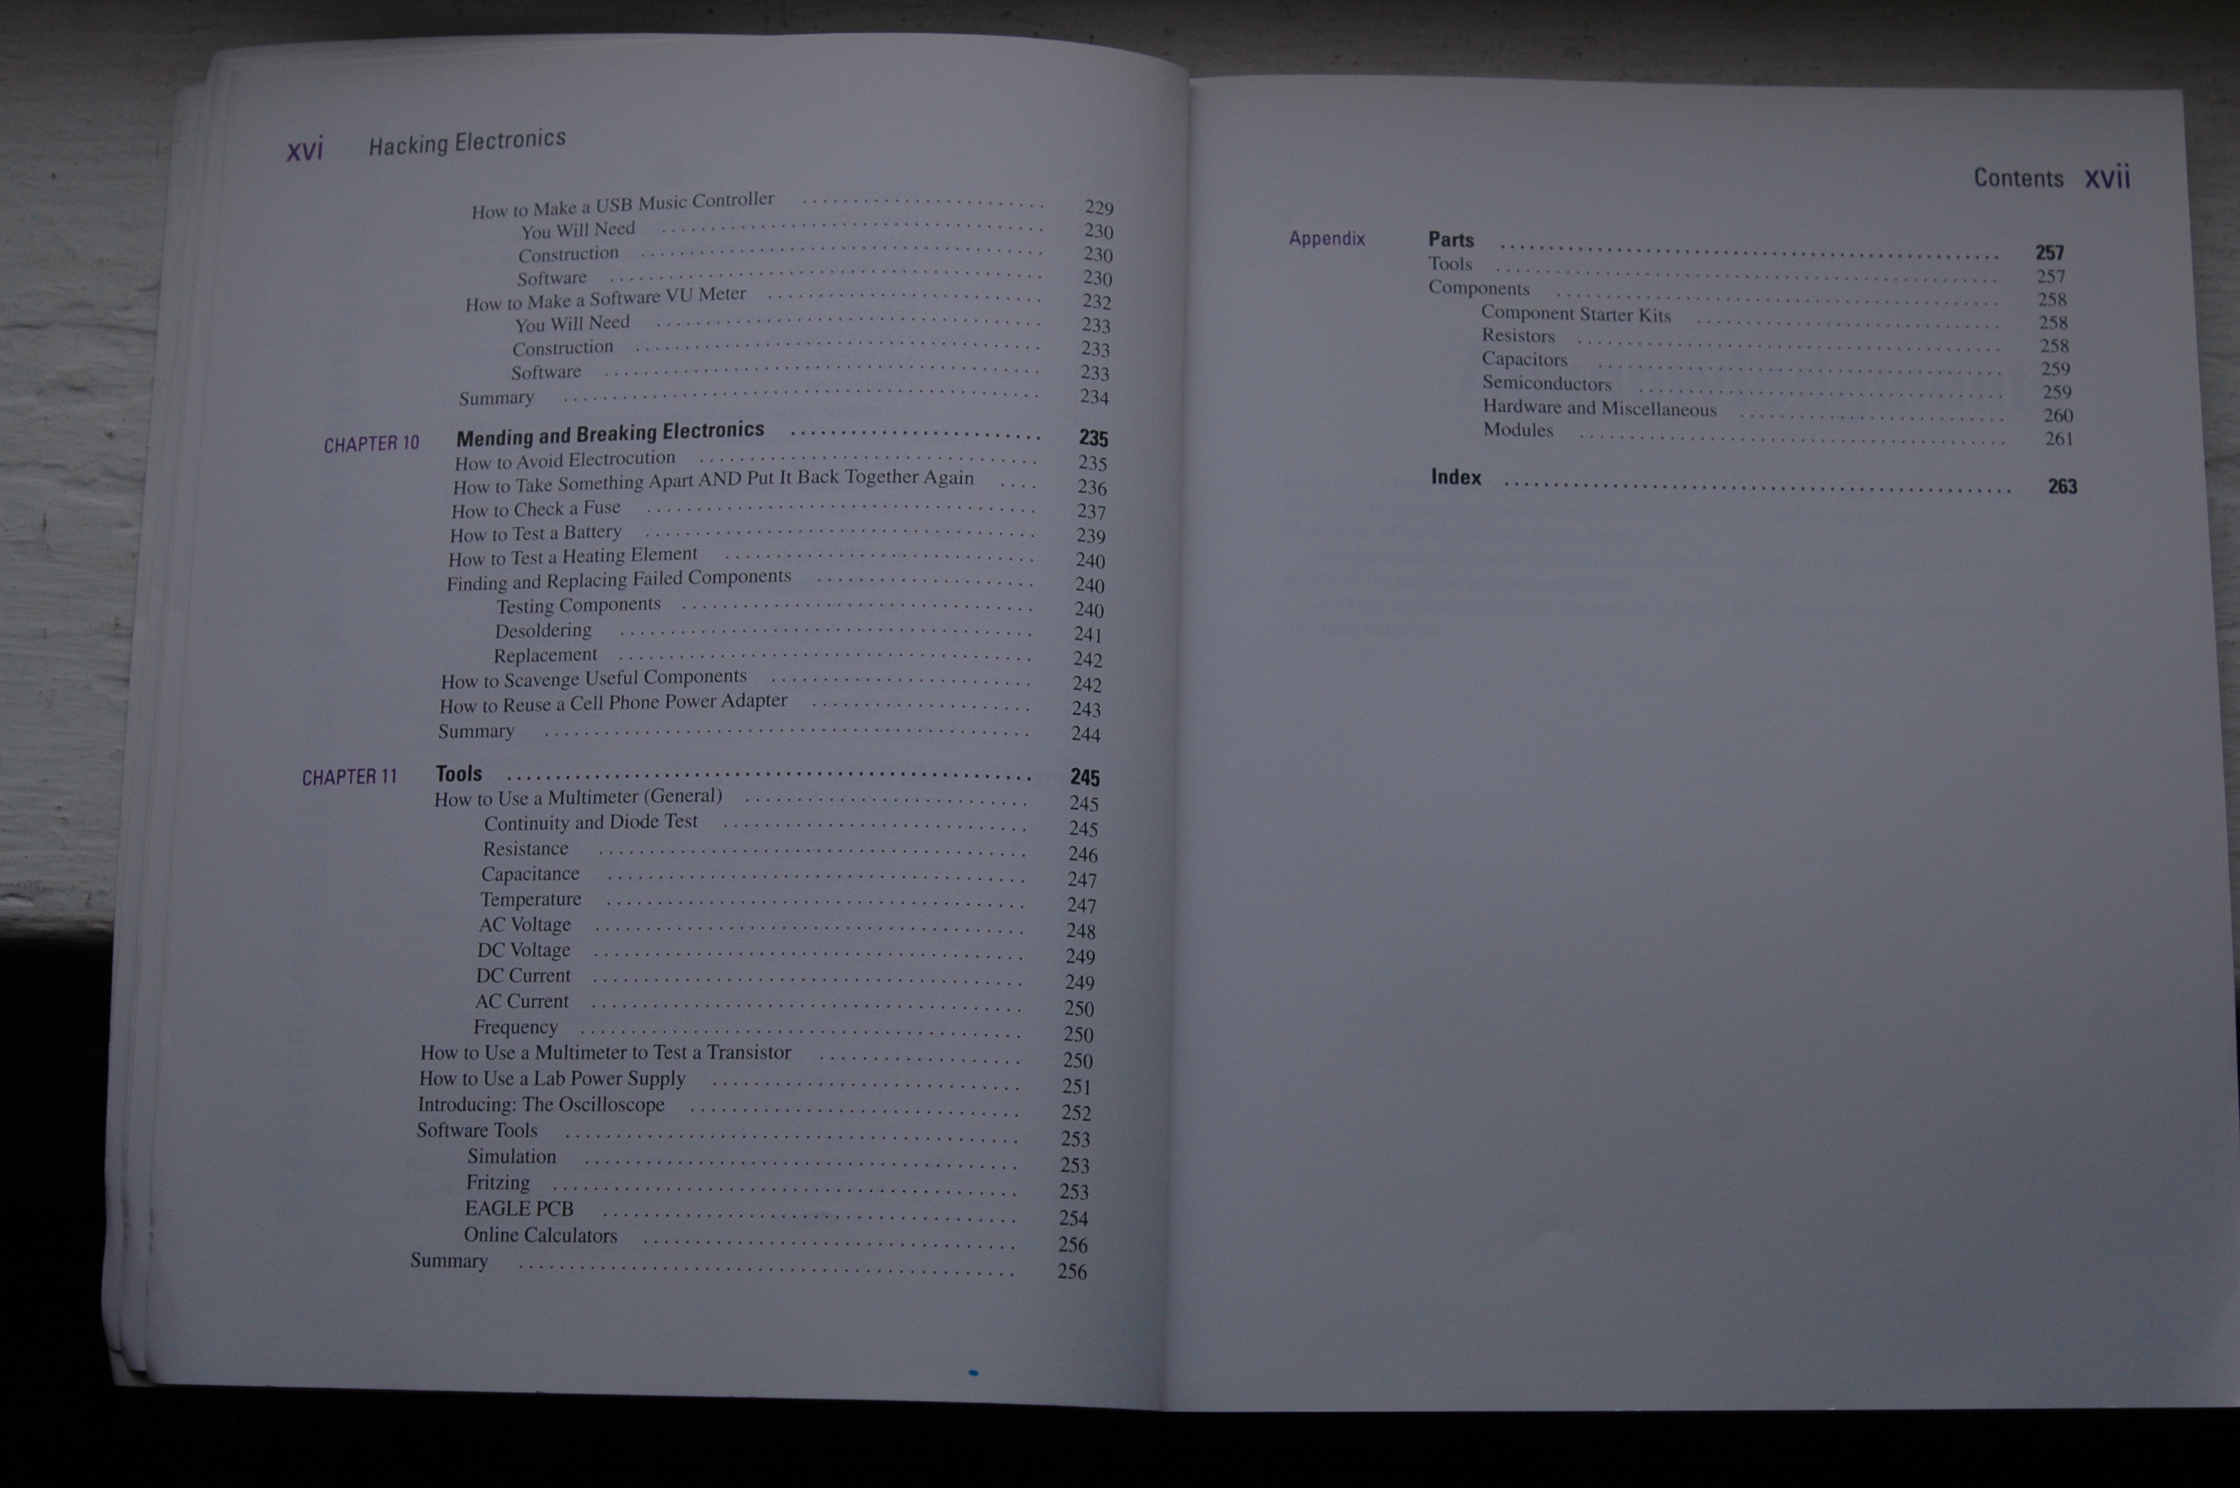 xvi Hacking Electronics
How to Make a USB Music Controller ........................ 229
You Will Need ........................ 230
Construction ........................ 230
Software ........................ 230
How to Make a Software VU Meter ........................ 232
You Will Need ........................ 233
Construction ........................ 233
Software ........................ 233
Summary ........................ 234
CHAPTER 10 Mending and Breaking Electronics ........................ 235
How to Avoid Electrocution ........................ 235
How to Take Something Apart AND Put It Back Together Again .... 236
How to Check a Fuse ........................ 237
How to Test a Battery ........................ 239
How to Test a Heating Element ........................ 240
Finding and Replacing Failed Components ........................ 240
Testing Components ........................ 240
Desoldering ........................ 241
Replacement ........................ 242
How to Scavenge Useful Components ........................ 242
How to Reuse a Cell Phone Power Adapter ........................ 243
Summary ........................ 244
CHAPTER 11 Tools ........................ 245
How to Use a Multimeter (General) ........................ 245
Continuity and Diode Test ........................ 245
Resistance ........................ 246
Capacitance ........................ 247
Temperature ........................ 247
AC Voltage ........................ 248
DC Voltage ........................ 249
DC Current ........................ 249
AC Current ........................ 250
Frequency ........................ 250
How to Use a Multimeter to Test a Transistor ........................ 250
How to Use a Lab Power Supply ........................ 251
Introducing: The Oscilloscope ........................ 252
Software Tools ........................ 253
Simulation ........................ 253
Fritzing ........................ 253
EAGLE PCB ........................ 254
Online Calculators ........................ 256
Summary ........................ 256
Contents xvii
Appendix Parts ........................ 257
Tools ........................ 257
Components ........................ 258
Component Starter Kits ........................ 258
Resistors ........................ 258
Capacitors ........................ 259
Semiconductors ........................ 259
Hardware and Miscellaneous ........................ 260
Modules ........................ 261
Index ........................ 263